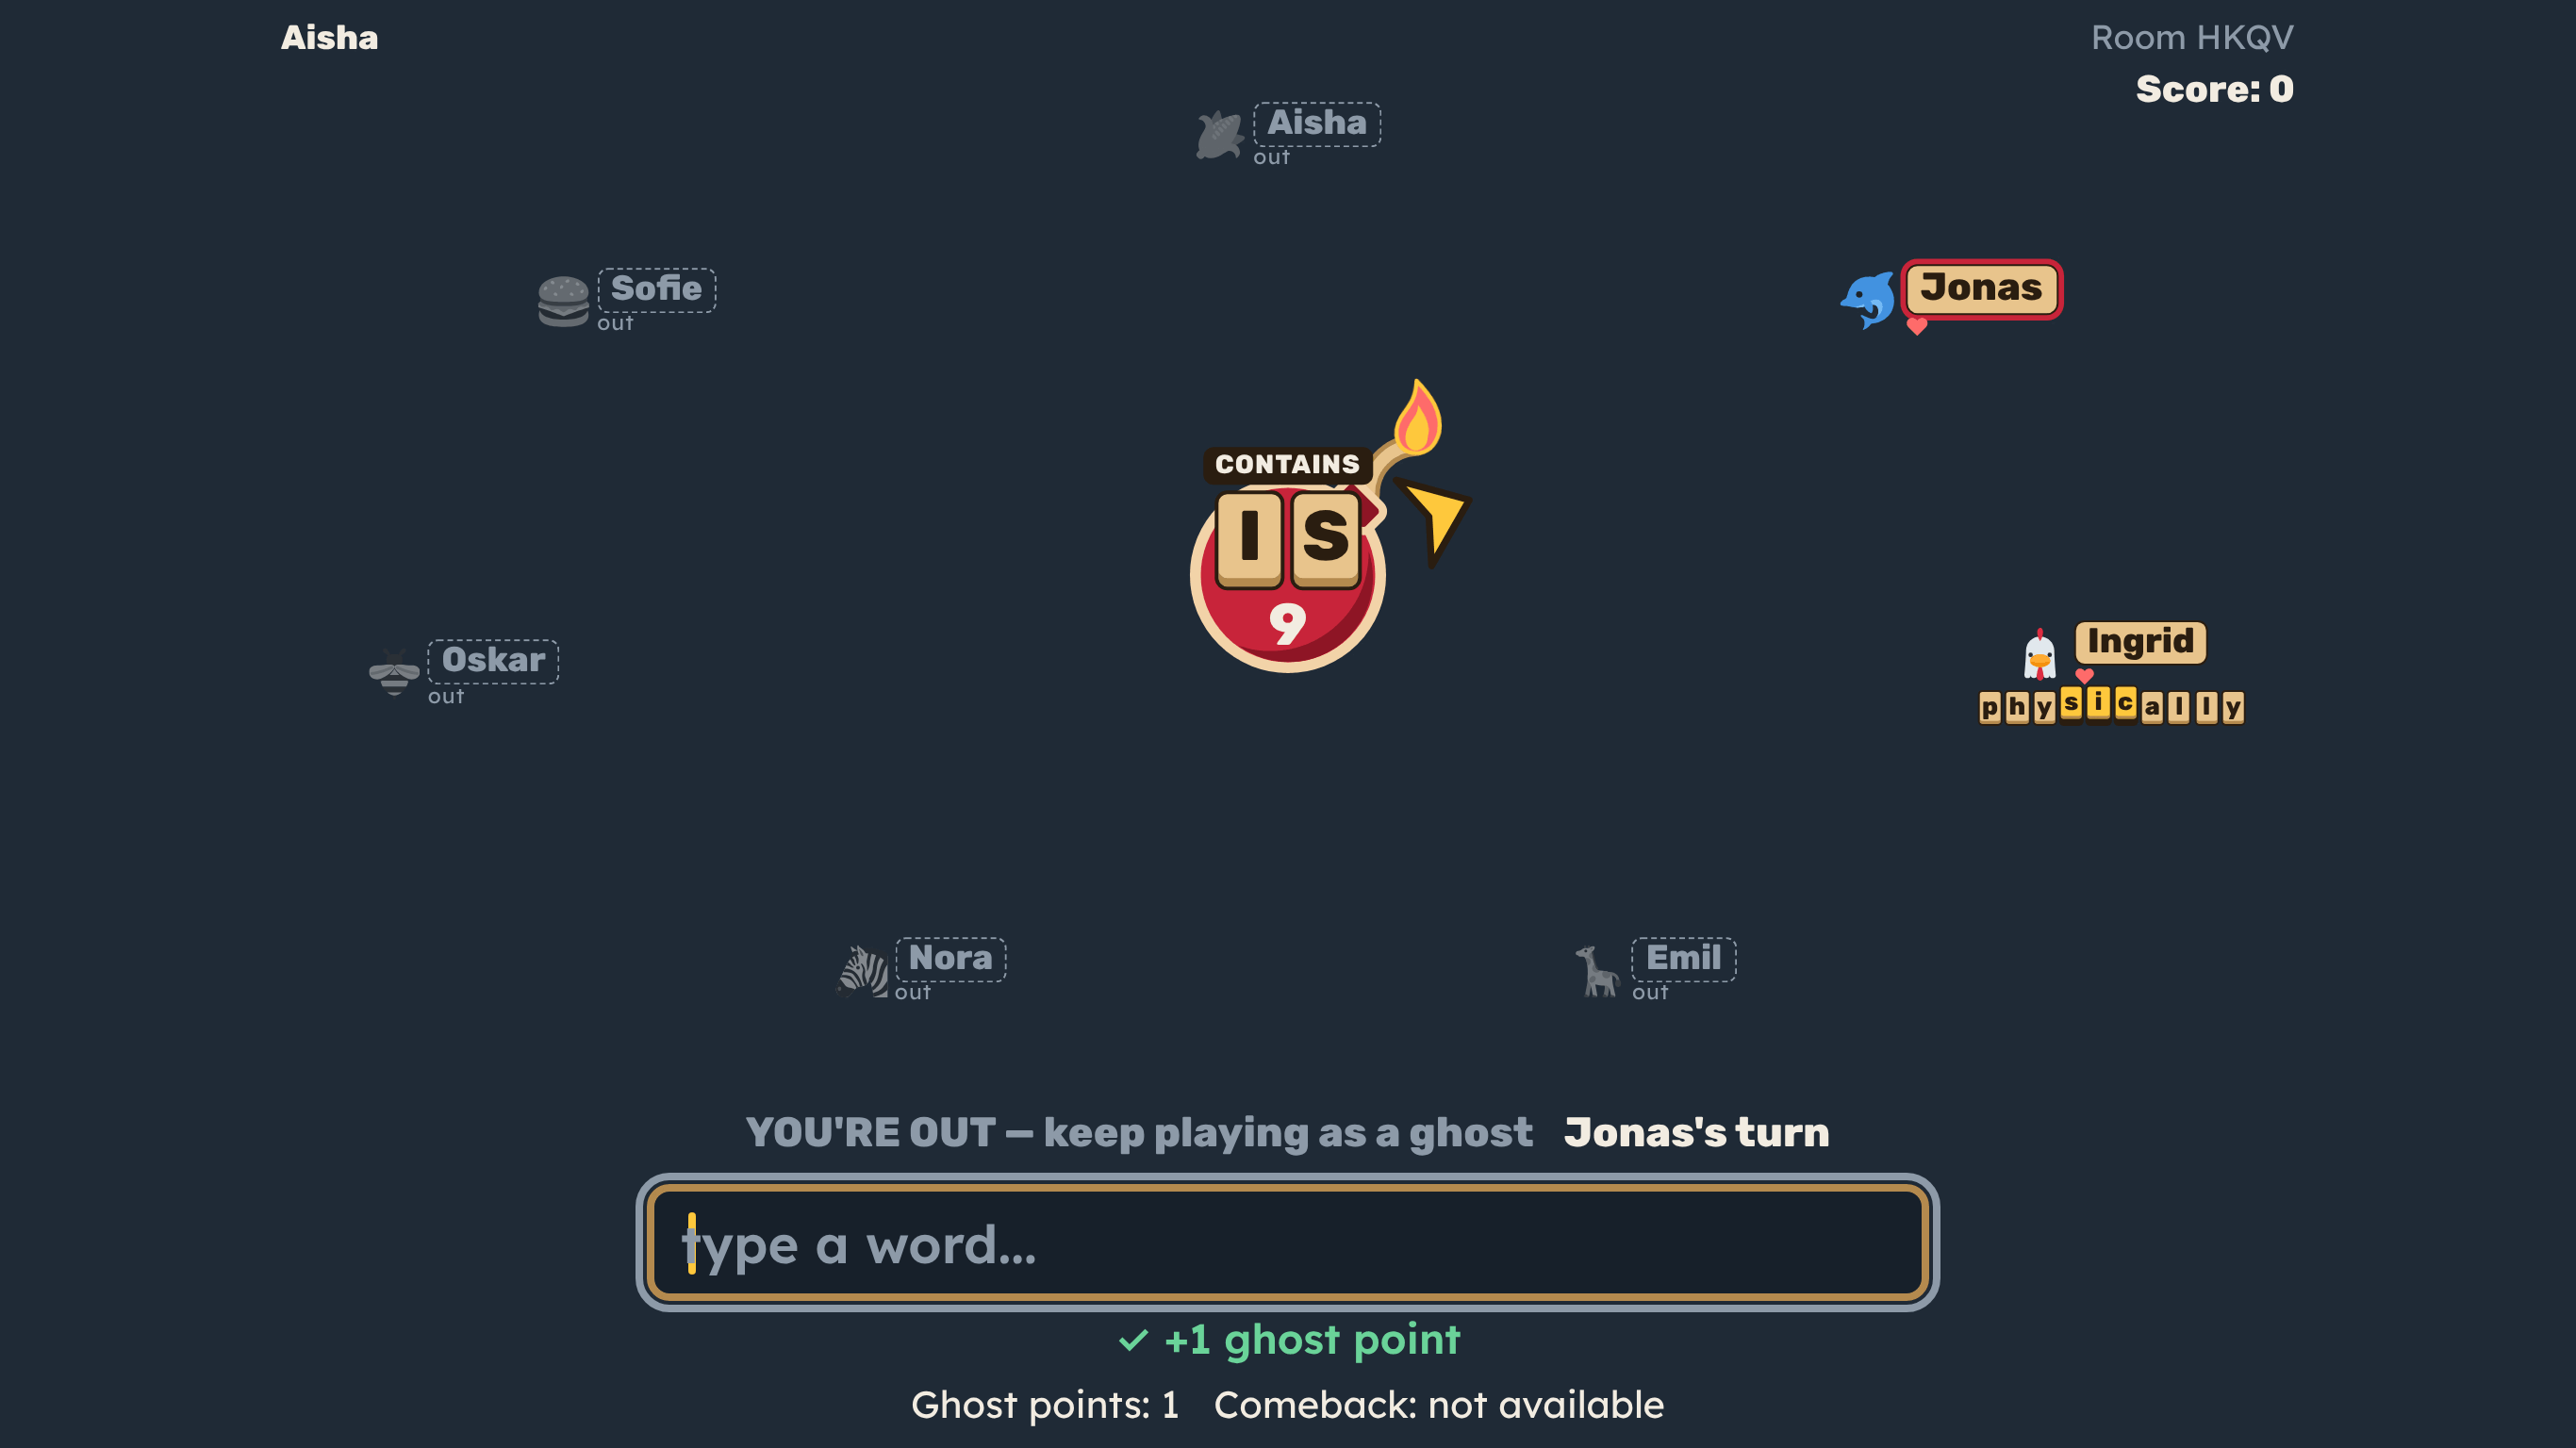 Aisha
Room HKQV
Score: 0
Aisha
out
Sofie
out
Jonas
CONTAINS
IS
9
Oskar
out
Ingrid
physically
Nora
out
Emil
out
YOU'RE OUT – keep playing as a ghost Jonas's turn
type a word...
✓ +1 ghost point
Ghost points: 1 Comeback: not available